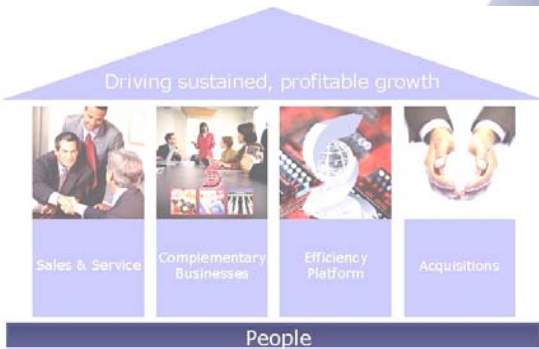 Driving sustained, profitable growth
Sales & Service
Complementary
Businesses
Efficiency
Platform
Acquisitions
People